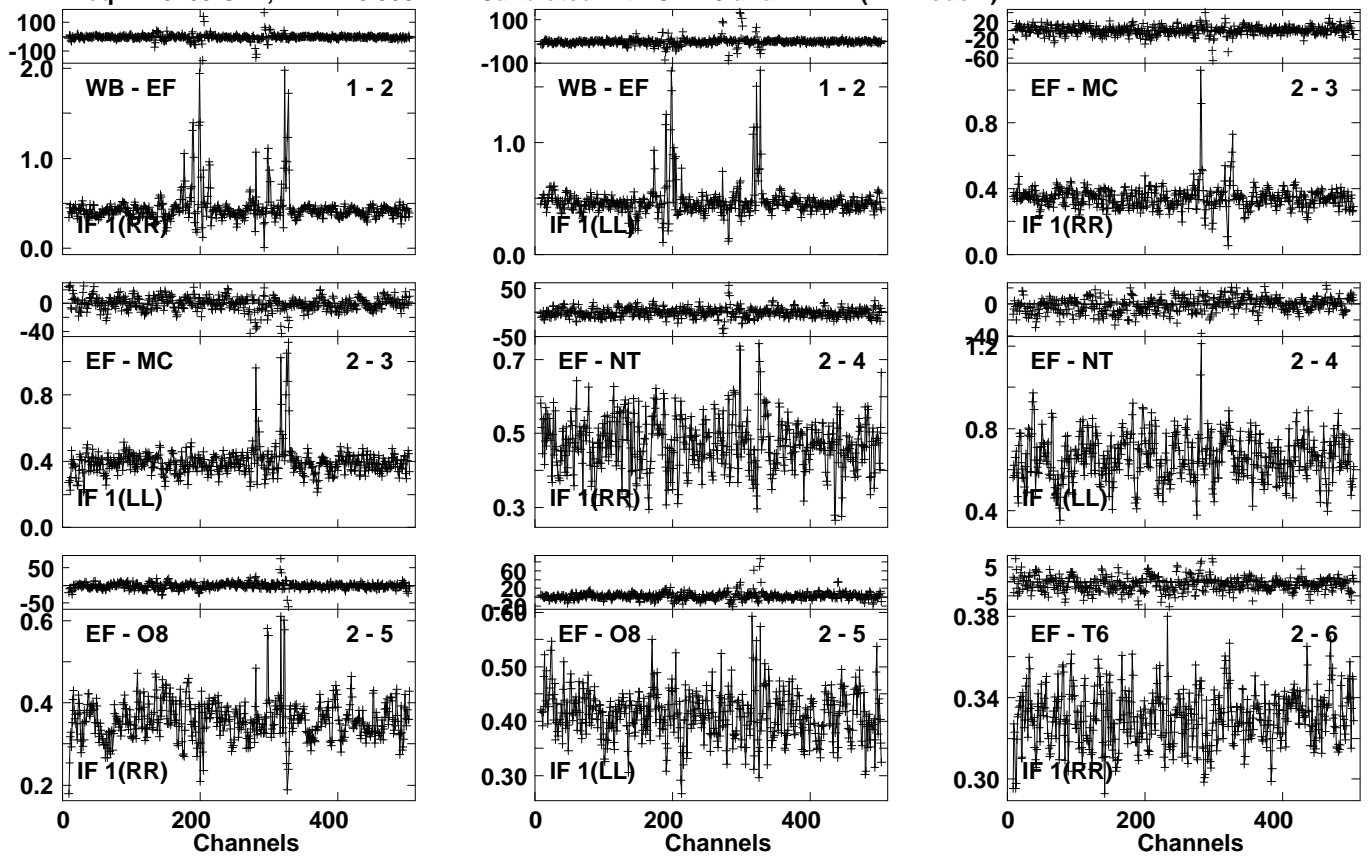 100
-100
2.0
WB - EF 1 - 2
1.0
IF 1(RR)
0.0
100
-100
WB - EF 1 - 2
1.0
IF 1(LL)
0.0
20
-20
-60
EF - MC 2 - 3
0.8
0.4
IF 1(RR)
0.0
0
-40
EF - MC 2 - 3
0.8
0.4
IF 1(LL)
0.0
50
-50
0.7
EF - NT 2 - 4
0.5
IF 1(RR)
0.3
0
-40
1.2
EF - NT 2 - 4
0.8
IF 1(LL)
0.4
50
-50
0.6
EF - O8 2 - 5
0.4
IF 1(RR)
0.2
0 200 400
Channels
60
20
-20
0.60
EF - O8 2 - 5
0.50
0.40
IF 1(LL)
0.30
0 200 400
Channels
5
-5
0.38
EF - T6 2 - 6
0.34
IF 1(RR)
0.30
0 200 400
Channels